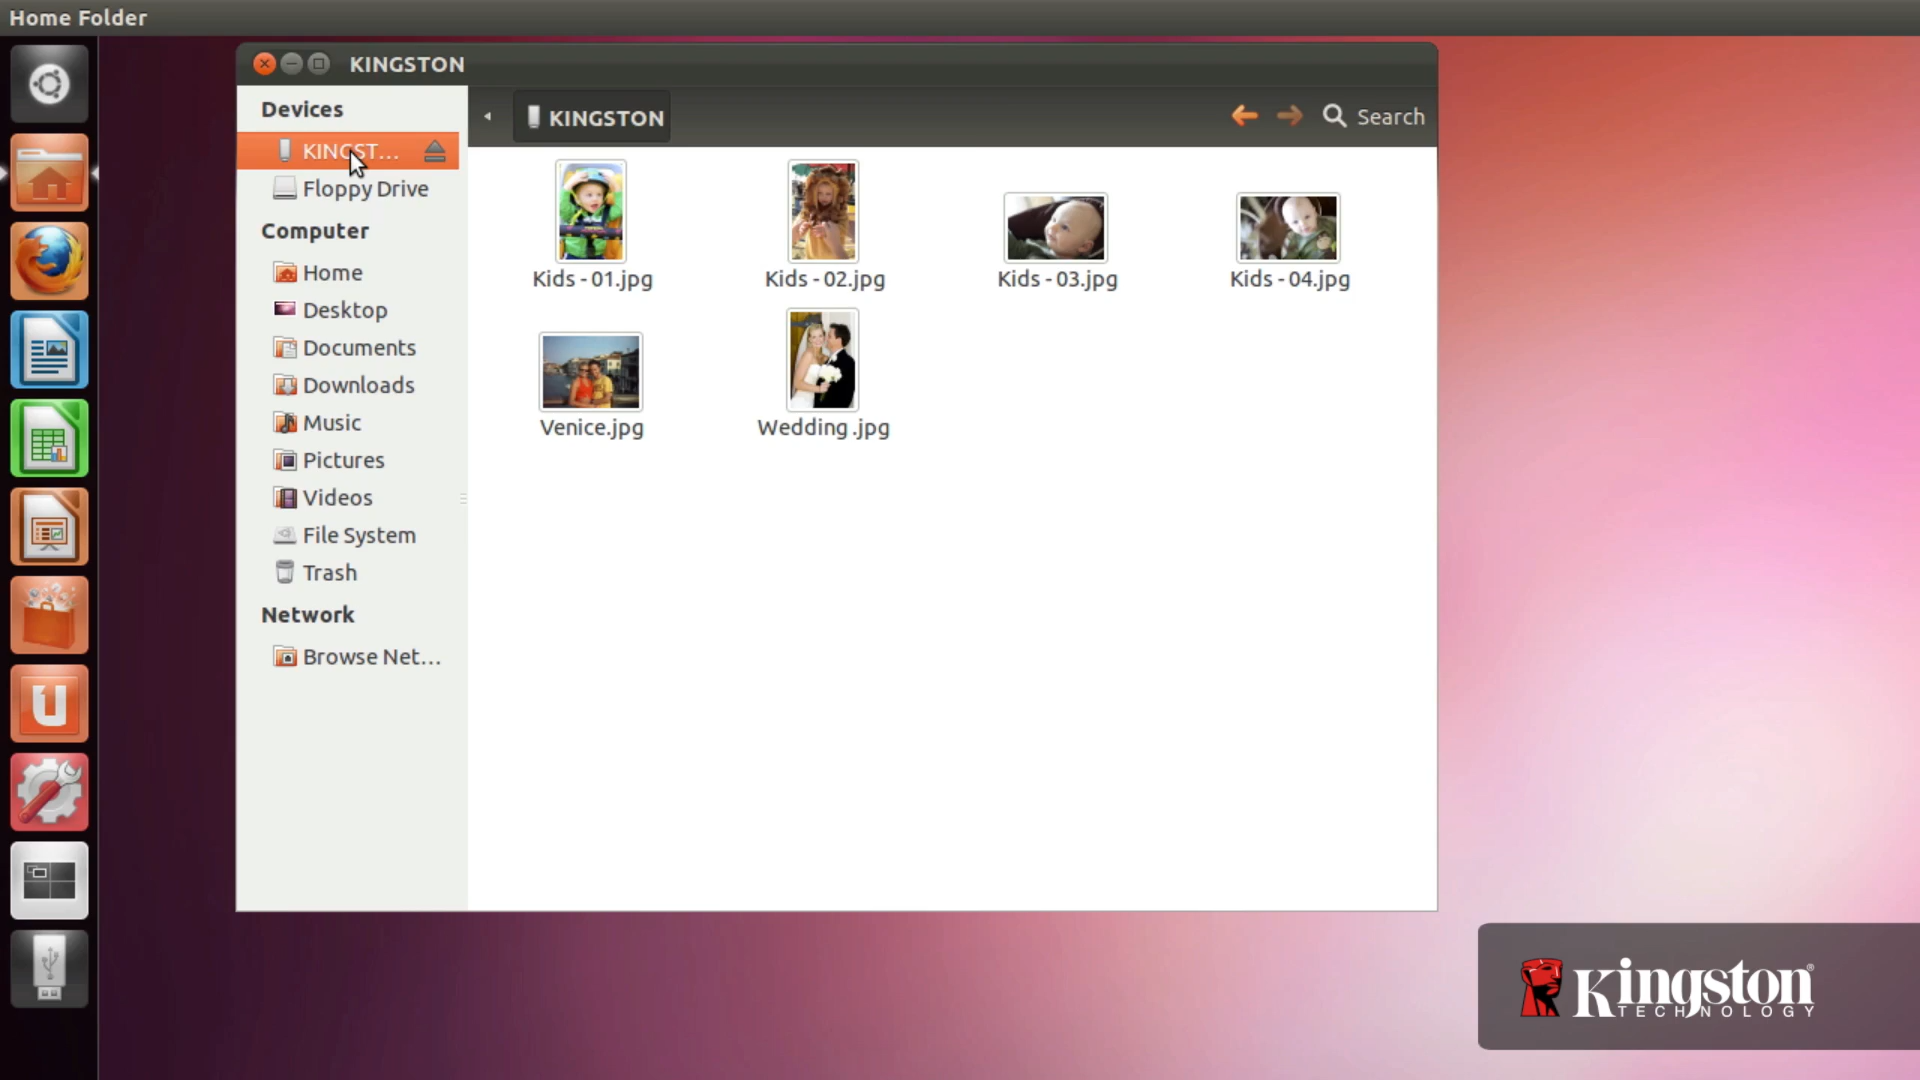 Home Folder
KINGSTON
Devices
KINGSTON
Search
KINGST...
Floppy Drive
Computer
Home
Desktop
Documents
Downloads
Music
Pictures
Videos
File System
Trash
Network
Browse Net...
Kids - 01.jpg
Kids - 02.jpg
Kids - 03.jpg
Kids - 04.jpg
Venice.jpg
Wedding .jpg
U
Kingston®
TECHNOLOGY